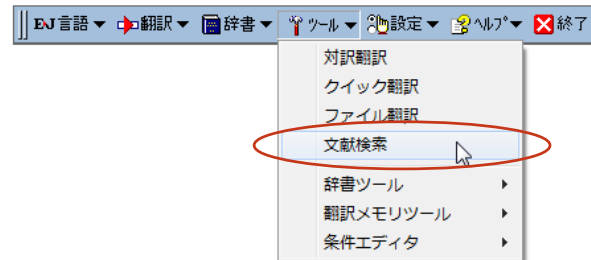 EJ言語 翻訳 辞書 ツール 設定 ヘルプ 終了
対訳翻訳
クイック翻訳
ファイル翻訳
文献検索
辞書ツール
翻訳メモリツール
条件エディタ